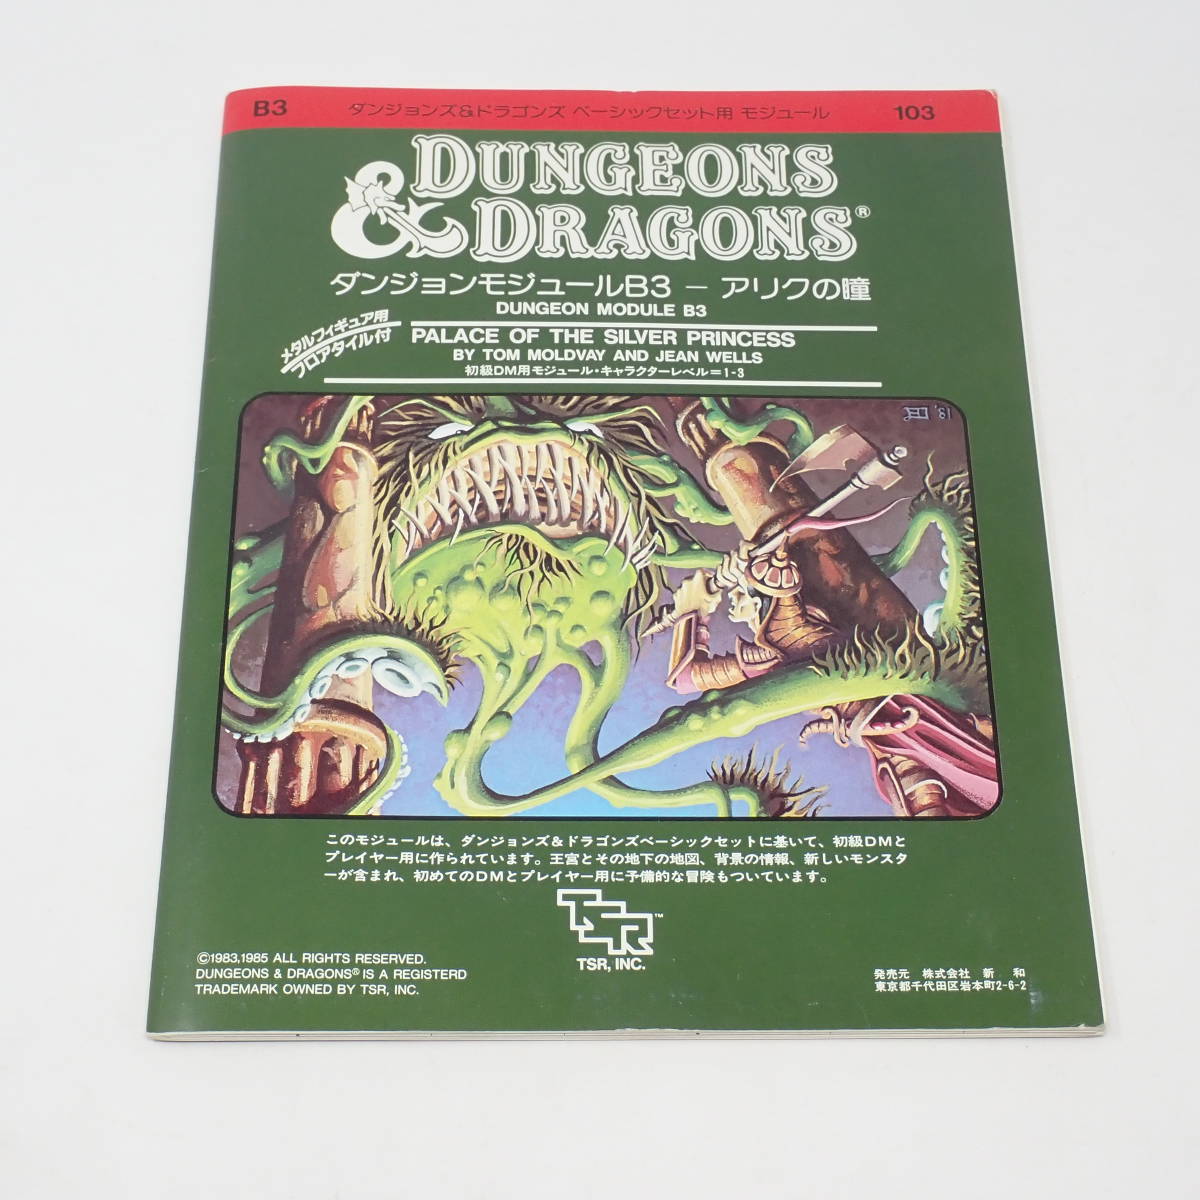 B3 ダンジョンズ&ドラゴンズ ベーシックセット用 モジュール 103
DUNGEONS
& DRAGONS®
ダンジョンモジュールB3 - アリクの瞳
DUNGEON MODULE B3
メタルフィギュア用
フロアタイル付
PALACE OF THE SILVER PRINCESS
BY TOM MOLDVAY AND JEAN WELLS
初級DM用モジュール・キャラクターレベル=1-3
'81
このモジュールは、ダンジョンズ&ドラゴンズベーシックセットに基いて、初級DMと
プレイヤー用に作られています。王宮とその地下の地図、背景の情報、新しいモンスタ
ーが含まれ、初めてのDMとプレイヤー用に予備的な冒険もついています。
TSR™
TSR, INC.
©1983,1985 ALL RIGHTS RESERVED.
DUNGEONS & DRAGONS® IS A REGISTERD
TRADEMARK OWNED BY TSR, INC.
発売元 株式会社 新 和
東京都千代田区岩本町2-6-2